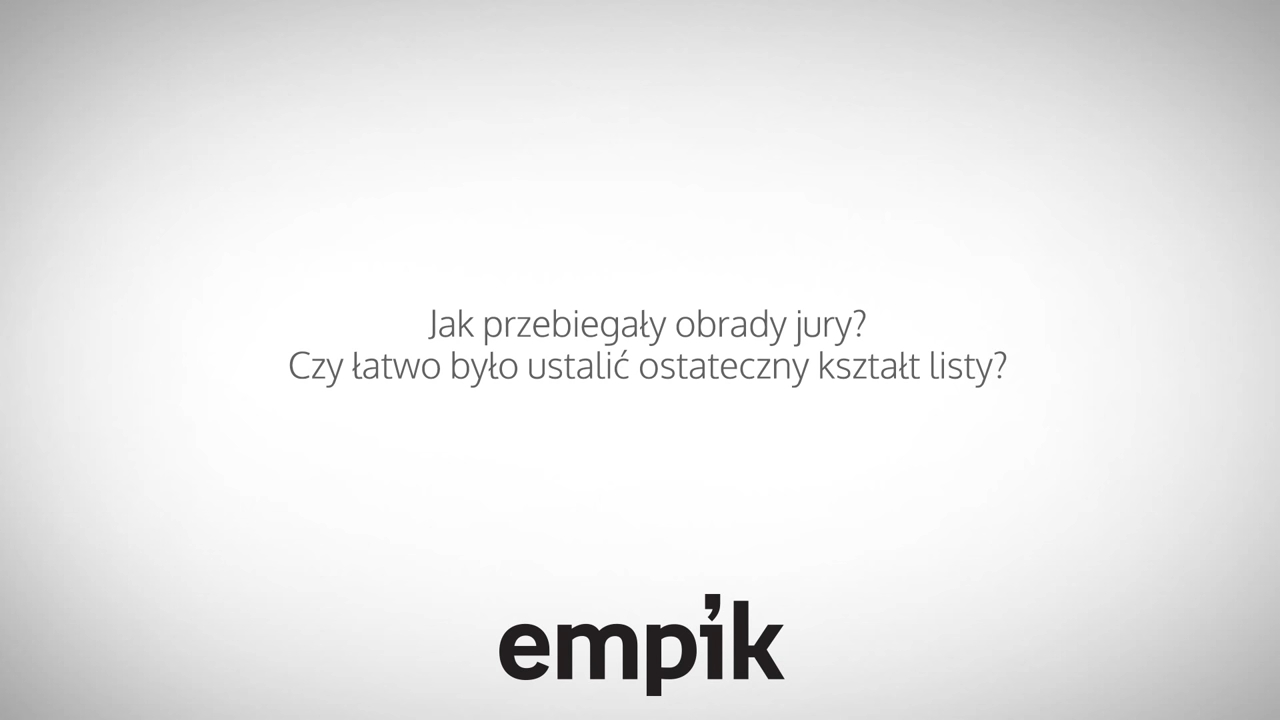 Jak przebiegały obrady jury?
Czy łatwo było ustalić ostateczny kształt listy?
empik